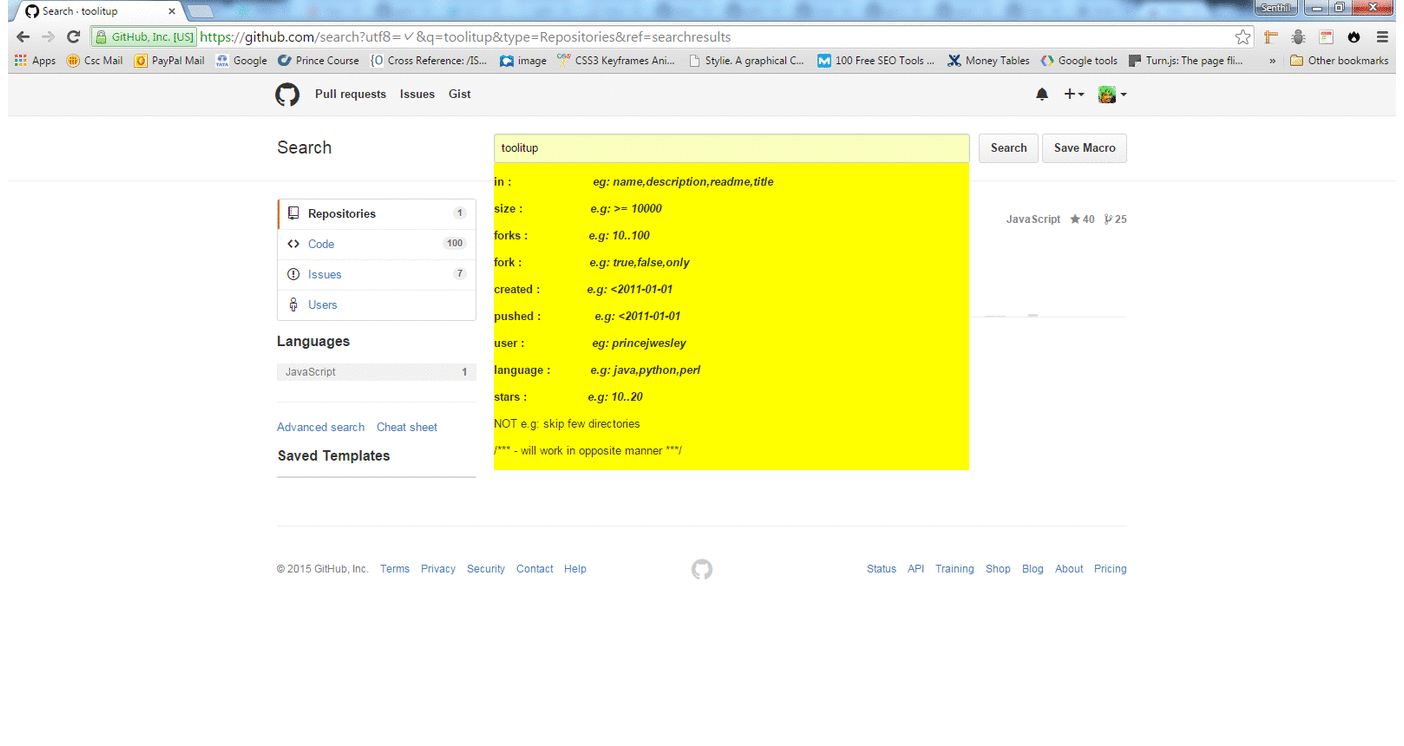 Search - toolitup
Senthil
GitHub, Inc. [US] https://github.com/search?utf8=✓&q=toolitup&type=Repositories&ref=searchresults
Apps Csc Mail PayPal Mail Google Prince Course Cross Reference: /IS... image CSS3 Keyframes Ani... Stylie. A graphical C... 100 Free SEO Tools ... Money Tables Google tools Turn.js: The page fli... » Other bookmarks
Pull requests Issues Gist
Search toolitup Search Save Macro
in : eg: name,description,readme,title
Repositories 1
size : e.g: >= 10000
JavaScript 40 25
forks : e.g: 10..100
Code 100
fork : e.g: true,false,only
Issues 7
created : e.g: <2011-01-01
Users
pushed : e.g: <2011-01-01
Languages
user : eg: princejwesley
JavaScript 1
language : e.g: java,python,perl
stars : e.g: 10..20
Advanced search Cheat sheet
NOT e.g: skip few directories
Saved Templates
/*** - will work in opposite manner ***/
© 2015 GitHub, Inc. Terms Privacy Security Contact Help Status API Training Shop Blog About Pricing